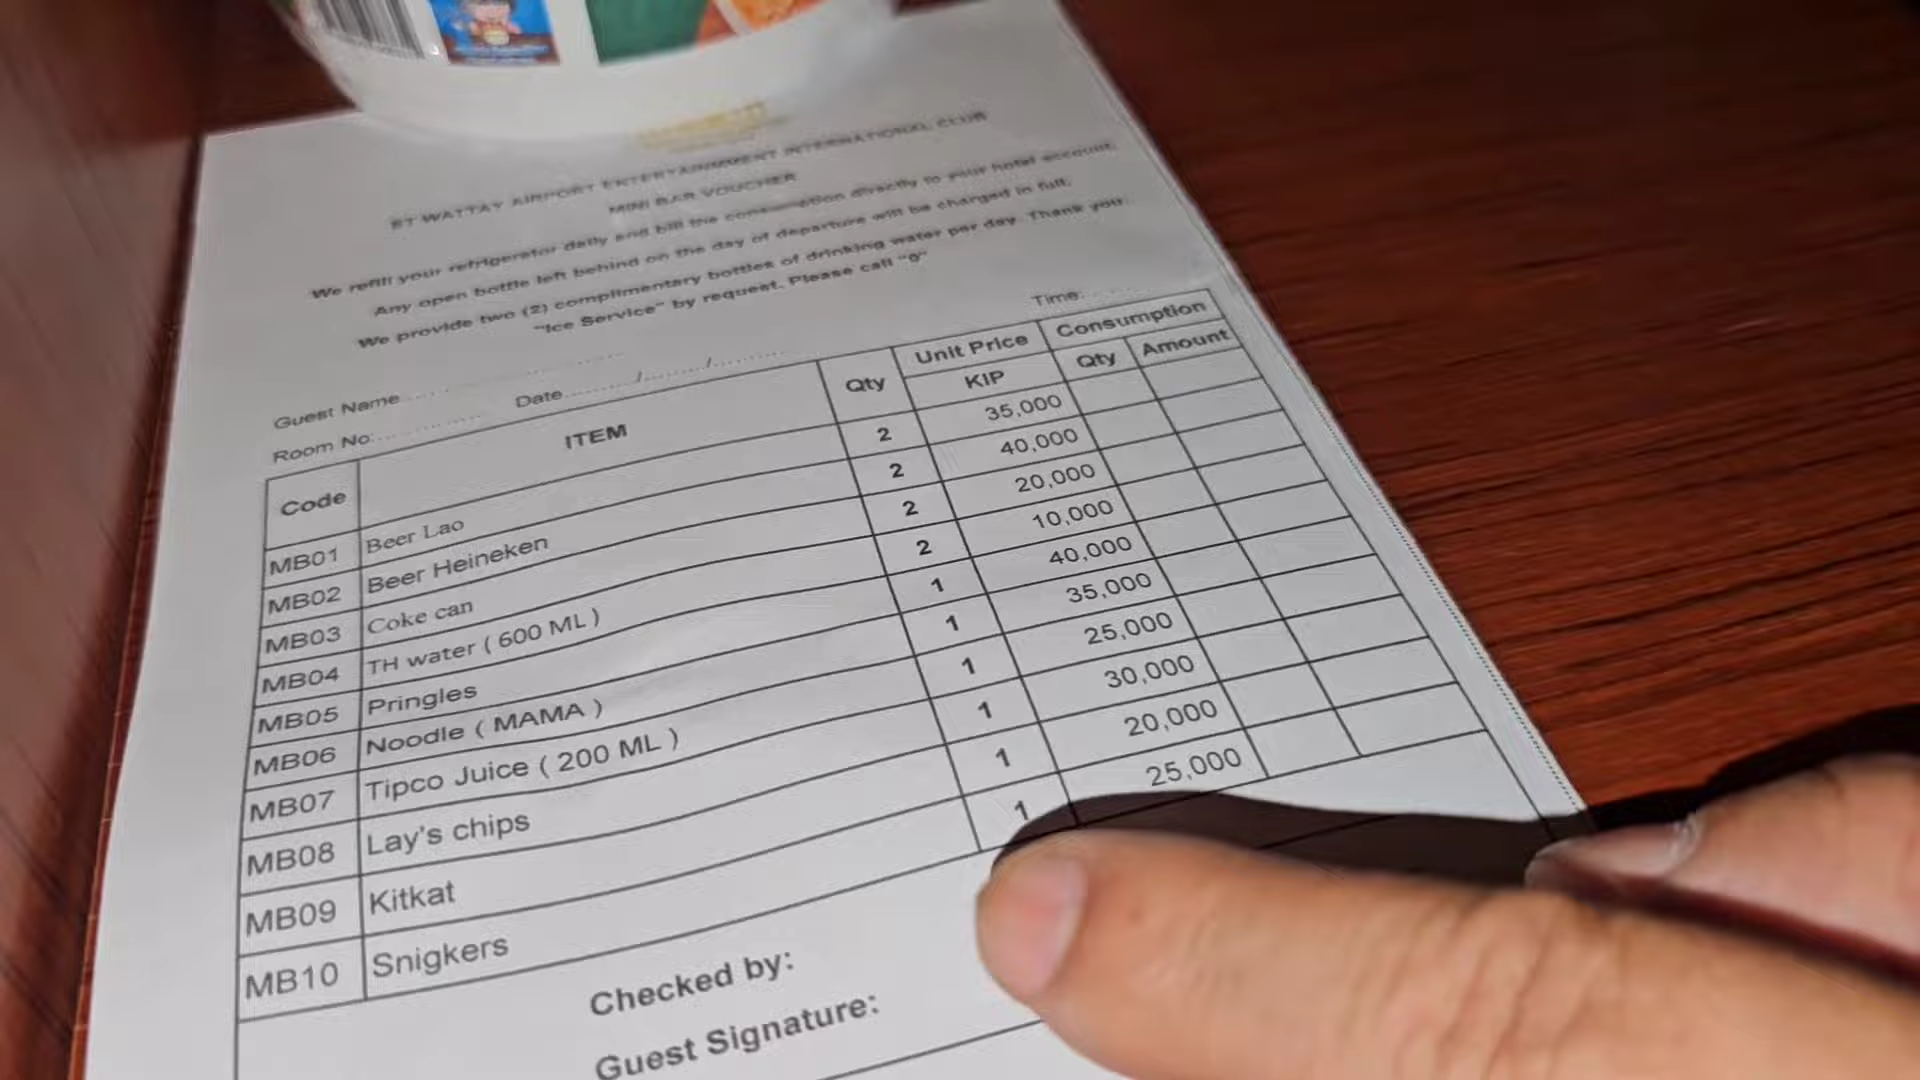 BT WATTAY AIRPORT ENTERTAINMENT INTERNATIONAL CLUB
MINI BAR VOUCHER
We refill your refrigerator daily and bill the consumption directly to your hotel account.
Any open bottle left behind on the day of departure will be charged in full.
We provide two (2) complimentary bottles of drinking water per day. Thank you.
"Ice Service" by request. Please call "0"
Guest Name
Room No: Date / / Time:
Code ITEM Qty Unit Price Consumption
KIP Qty Amount
MB01 Beer Lao 2 35,000
MB02 Beer Heineken 2 40,000
MB03 Coke can 2 20,000
MB04 TH water ( 600 ML ) 2 10,000
MB05 Pringles 1 40,000
MB06 Noodle ( MAMA ) 1 35,000
MB07 Tipco Juice ( 200 ML ) 1 25,000
MB08 Lay's chips 1 30,000
MB09 Kitkat 1 20,000
MB10 Snigkers 1 25,000
Checked by:
Guest Signature: